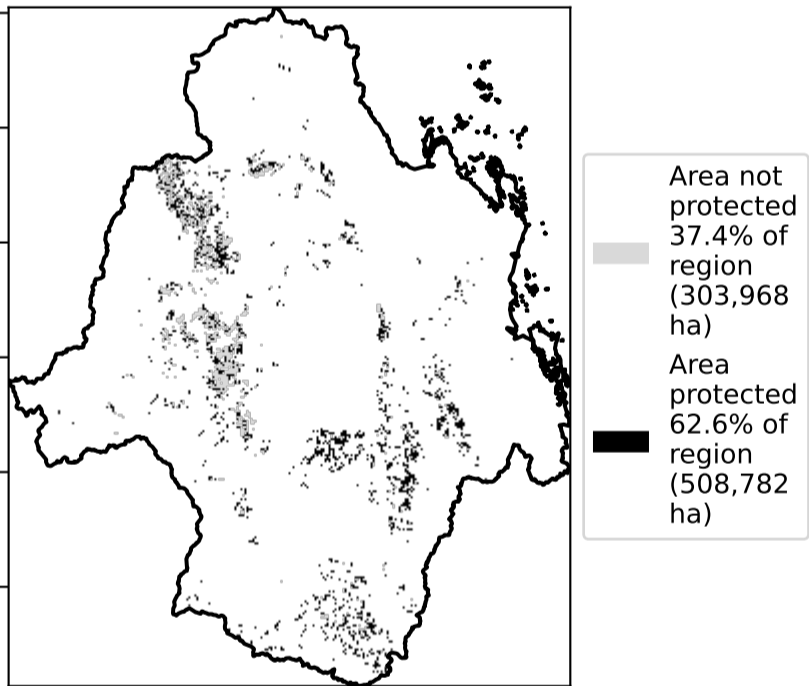 Area not
protected
37.4% of
region
(303,968
ha)
Area
protected
62.6% of
region
(508,782
ha)